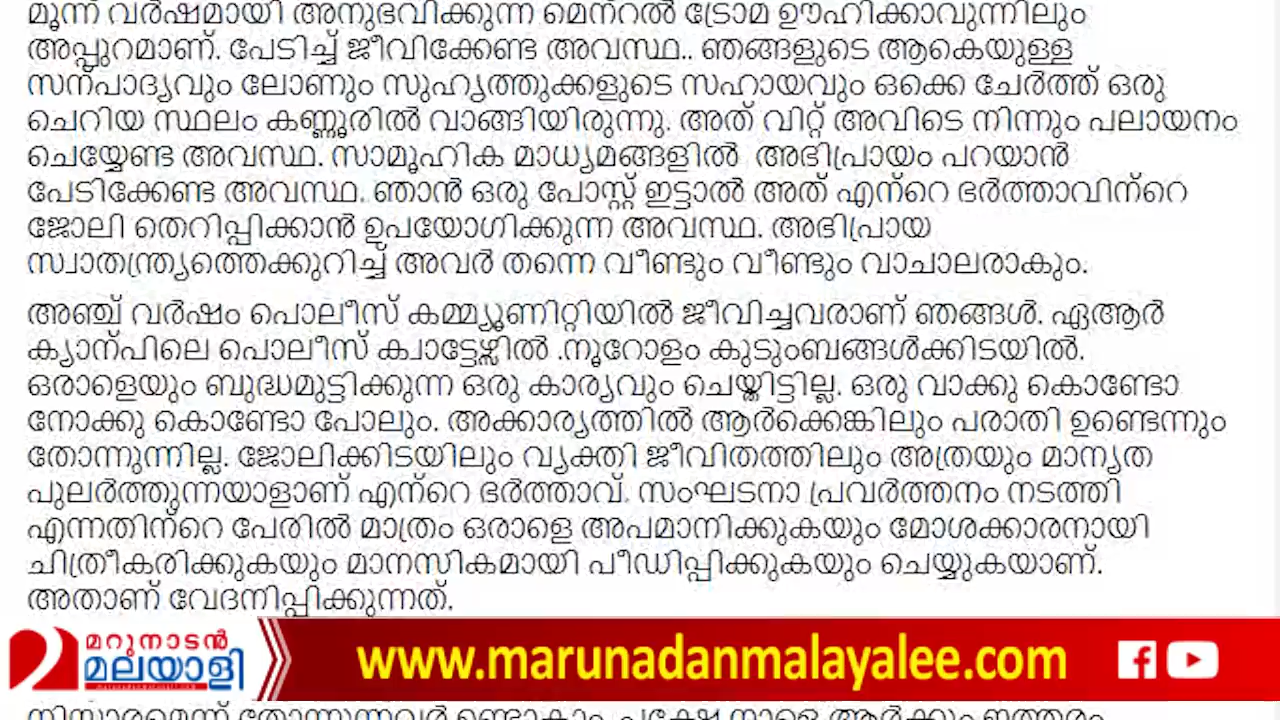 മൂന്ന് വർഷമായി അനുഭവിക്കുന്ന മെന്റൽ ട്രോമ ഊഹിക്കാവുന്നിലും
അപ്പുറമാണ്. പേടിച്ച് ജീവിക്കേണ്ട അവസ്ഥ.. ഞങ്ങളുടെ ആകെയുള്ള
സന്പാദ്യവും ലോണും സുഹൃത്തുക്കളുടെ സഹായവും ഒക്കെ ചേർത്ത് ഒരു
ചെറിയ സ്ഥലം കണ്ണൂരിൽ വാങ്ങിയിരുന്നു. അത് വിറ്റ് അവിടെ നിന്നും പലായനം
ചെയ്യേണ്ട അവസ്ഥ. സാമൂഹിക മാധ്യമങ്ങളിൽ അഭിപ്രായം പറയാൻ
പേടിക്കേണ്ട അവസ്ഥ. ഞാൻ ഒരു പോസ്റ്റ് ഇട്ടാൽ അത് എന്റെ ഭർത്താവിന്റെ
ജോലി തെറിപ്പിക്കാൻ ഉപയോഗിക്കുന്ന അവസ്ഥ. അഭിപ്രായ
സ്വാതന്ത്ര്യത്തെക്കുറിച്ച് അവർ തന്നെ വീണ്ടും വീണ്ടും വാചാലരാകും.
അഞ്ച് വർഷം പൊലീസ് കമ്മ്യൂണിറ്റിയിൽ ജീവിച്ചവരാണ് ഞങ്ങൾ. ഏആർ
ക്യാന്പിലെ പൊലീസ് ക്വാട്ടേഴ്സിൽ .നൂറോളം കുടുംബങ്ങൾക്കിടയിൽ.
ഒരാളെയും ബുദ്ധമുട്ടിക്കുന്ന ഒരു കാര്യവും ചെയ്തിട്ടില്ല. ഒരു വാക്കു കൊണ്ടോ
നോക്കു കൊണ്ടോ പോലും. അക്കാര്യത്തിൽ ആർക്കെങ്കിലും പരാതി ഉണ്ടെന്നും
തോന്നുന്നില്ല. ജോലിക്കിടയിലും വ്യക്തി ജീവിതത്തിലും അത്രയും മാന്യത
പുലർത്തുന്നയാളാണ് എന്റെ ഭർത്താവ്. സംഘടനാ പ്രവർത്തനം നടത്തി
എന്നതിന്റെ പേരിൽ മാത്രം ഒരാളെ അപമാനിക്കുകയും മോശക്കാരനായി
ചിത്രീകരിക്കുകയും മാനസികമായി പീഡിപ്പിക്കുകയും ചെയ്യുകയാണ്.
അതാണ് വേദനിപ്പിക്കുന്നത്.
മറുനാടൻ
മലയാളി
www.marunadanmalayalee.com